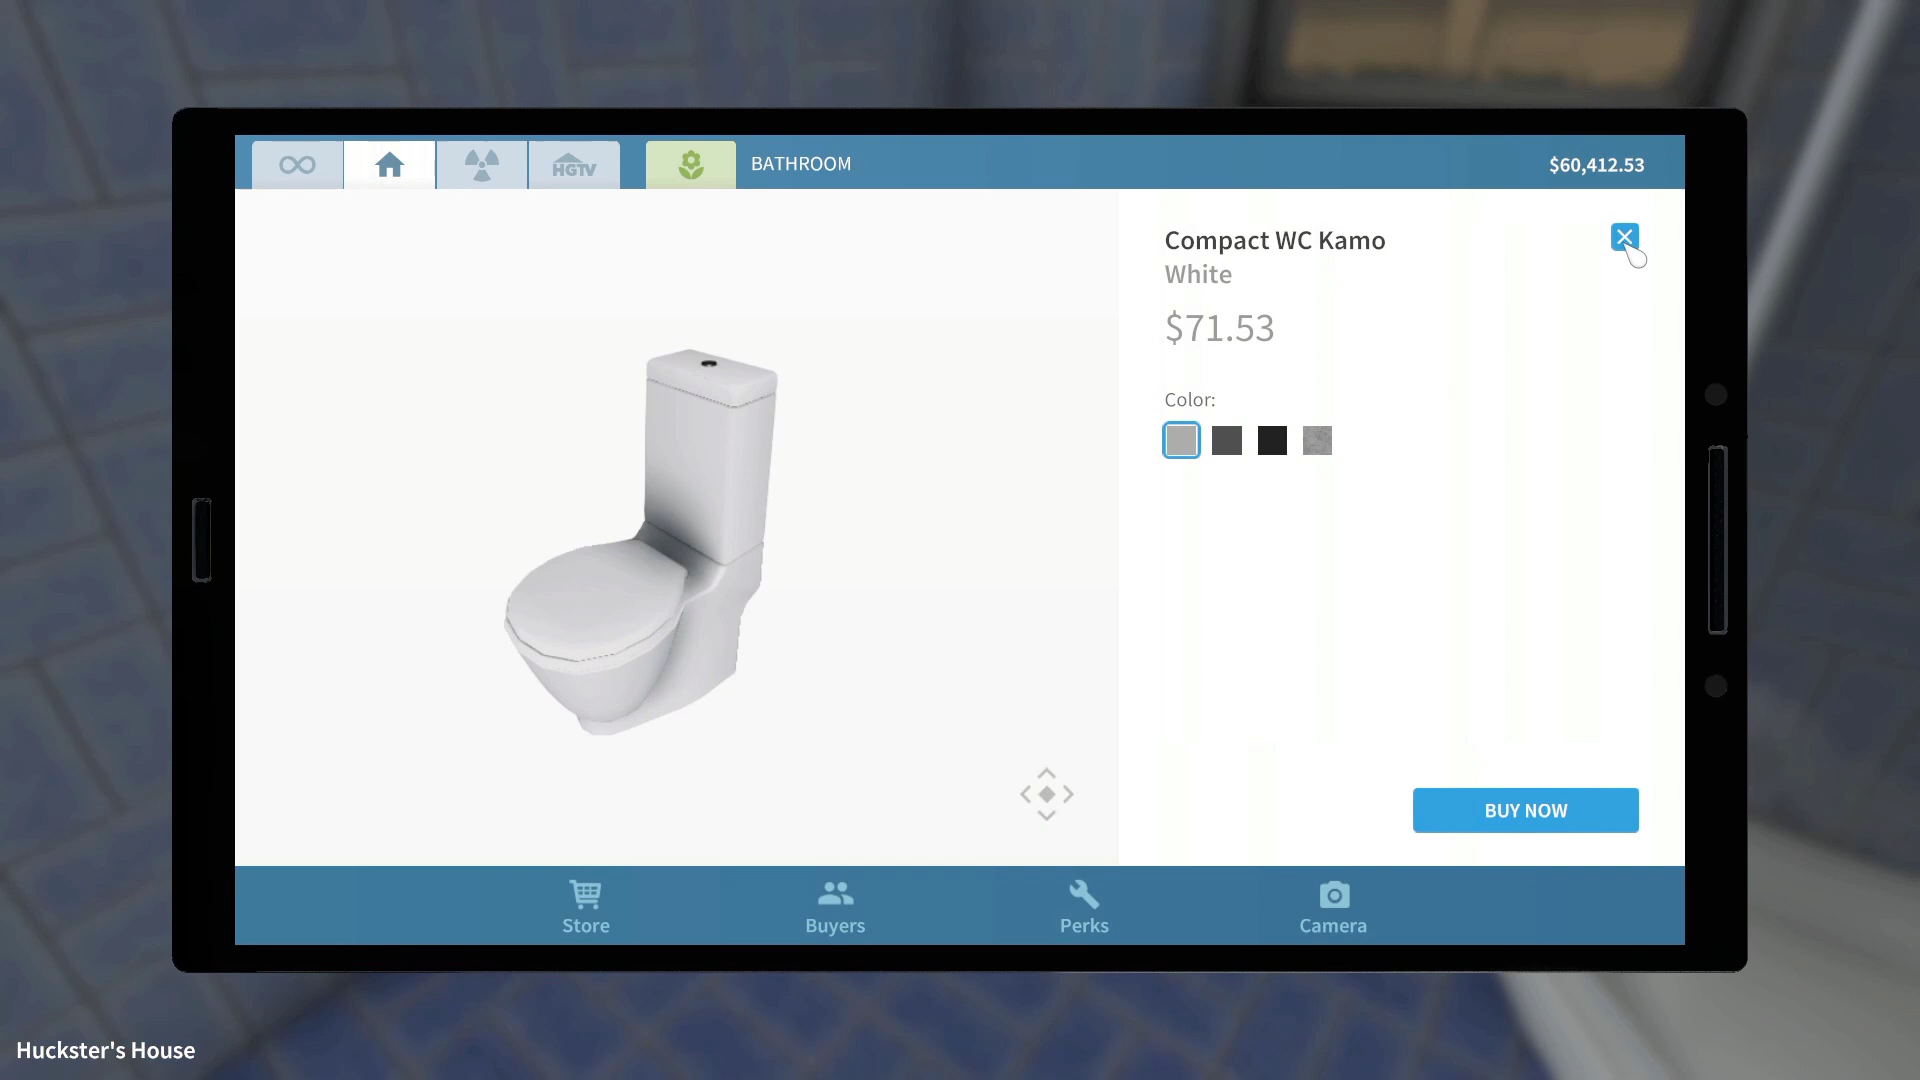 HGTV
BATHROOM
$60,412.53
Compact WC Kamo
White
$71.53
Color:
BUY NOW
Store
Buyers
Perks
Camera
Huckster's House